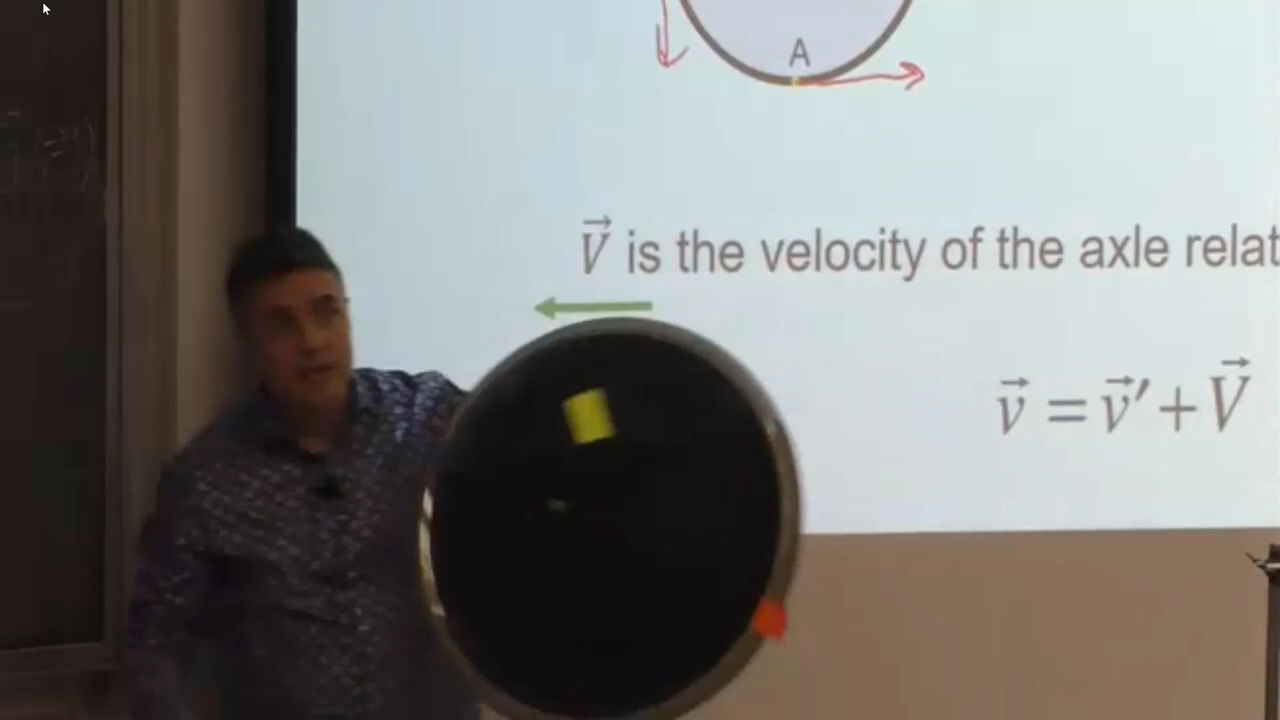 A
V⃗ is the velocity of the axle relat
v⃗ = v⃗′ + V⃗